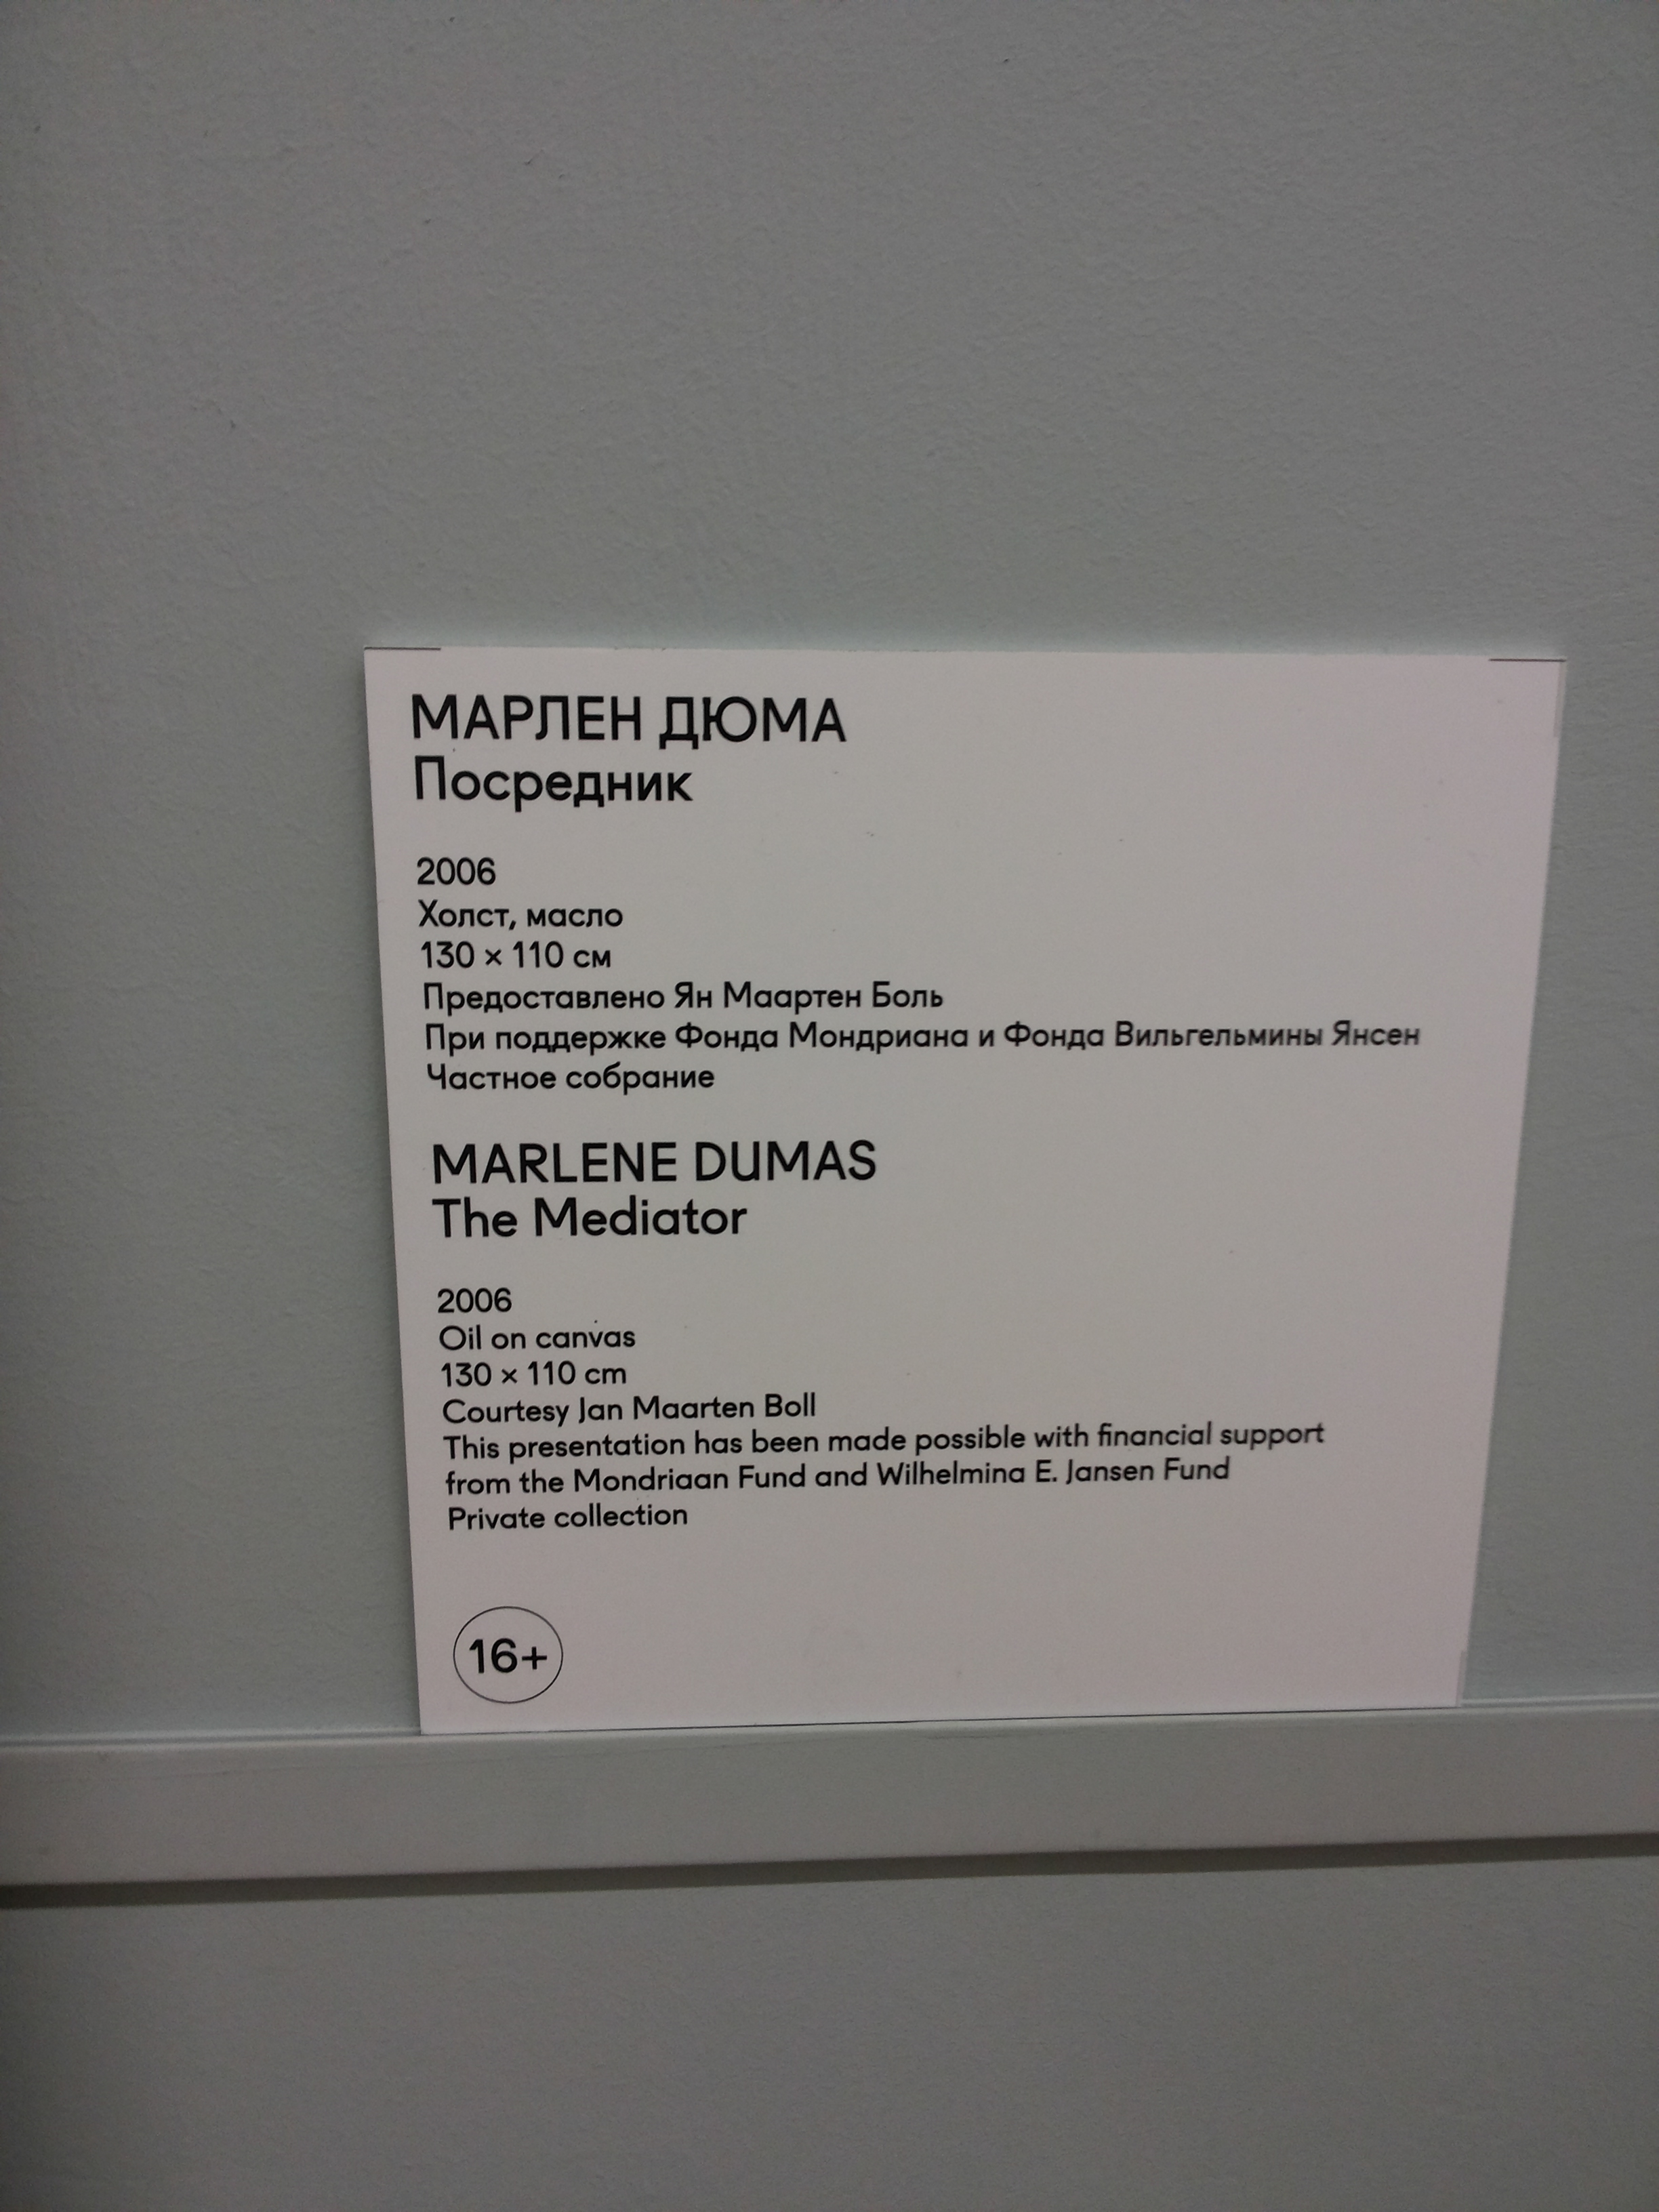 МАРЛЕН ДЮМА
Посредник
2006
Холст, масло
130 × 110 см
Предоставлено Ян Маартен Боль
При поддержке Фонда Мондриана и Фонда Вильгельмины Янсен
Частное собрание
MARLENE DUMAS
The Mediator
2006
Oil on canvas
130 × 110 cm
Courtesy Jan Maarten Boll
This presentation has been made possible with financial support
from the Mondriaan Fund and Wilhelmina E. Jansen Fund
Private collection
16+